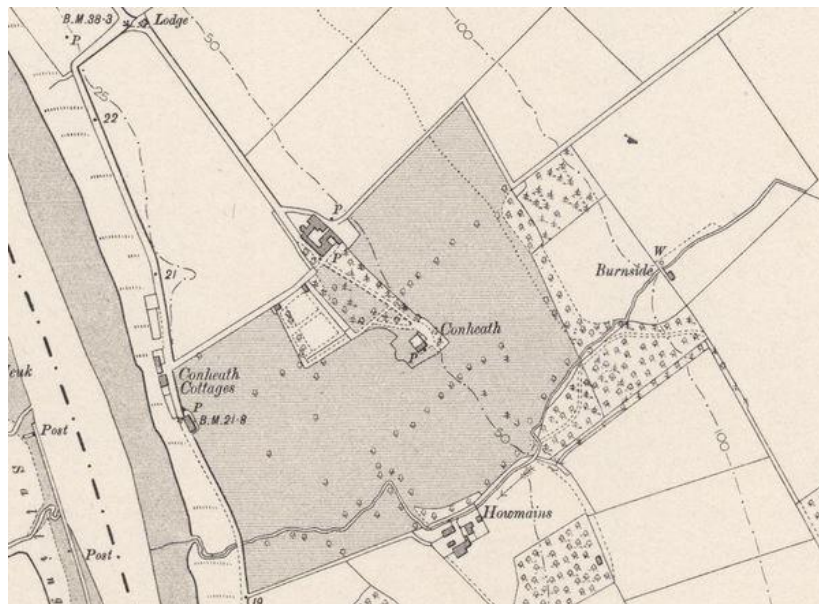 B.M.38·3
Lodge
P
50
100
25
22
P
P
W
Burnside
21
Conheath
P
Conheath
Cottages
P
B.M.21·8
Post
50
100
Howmains
Post
19